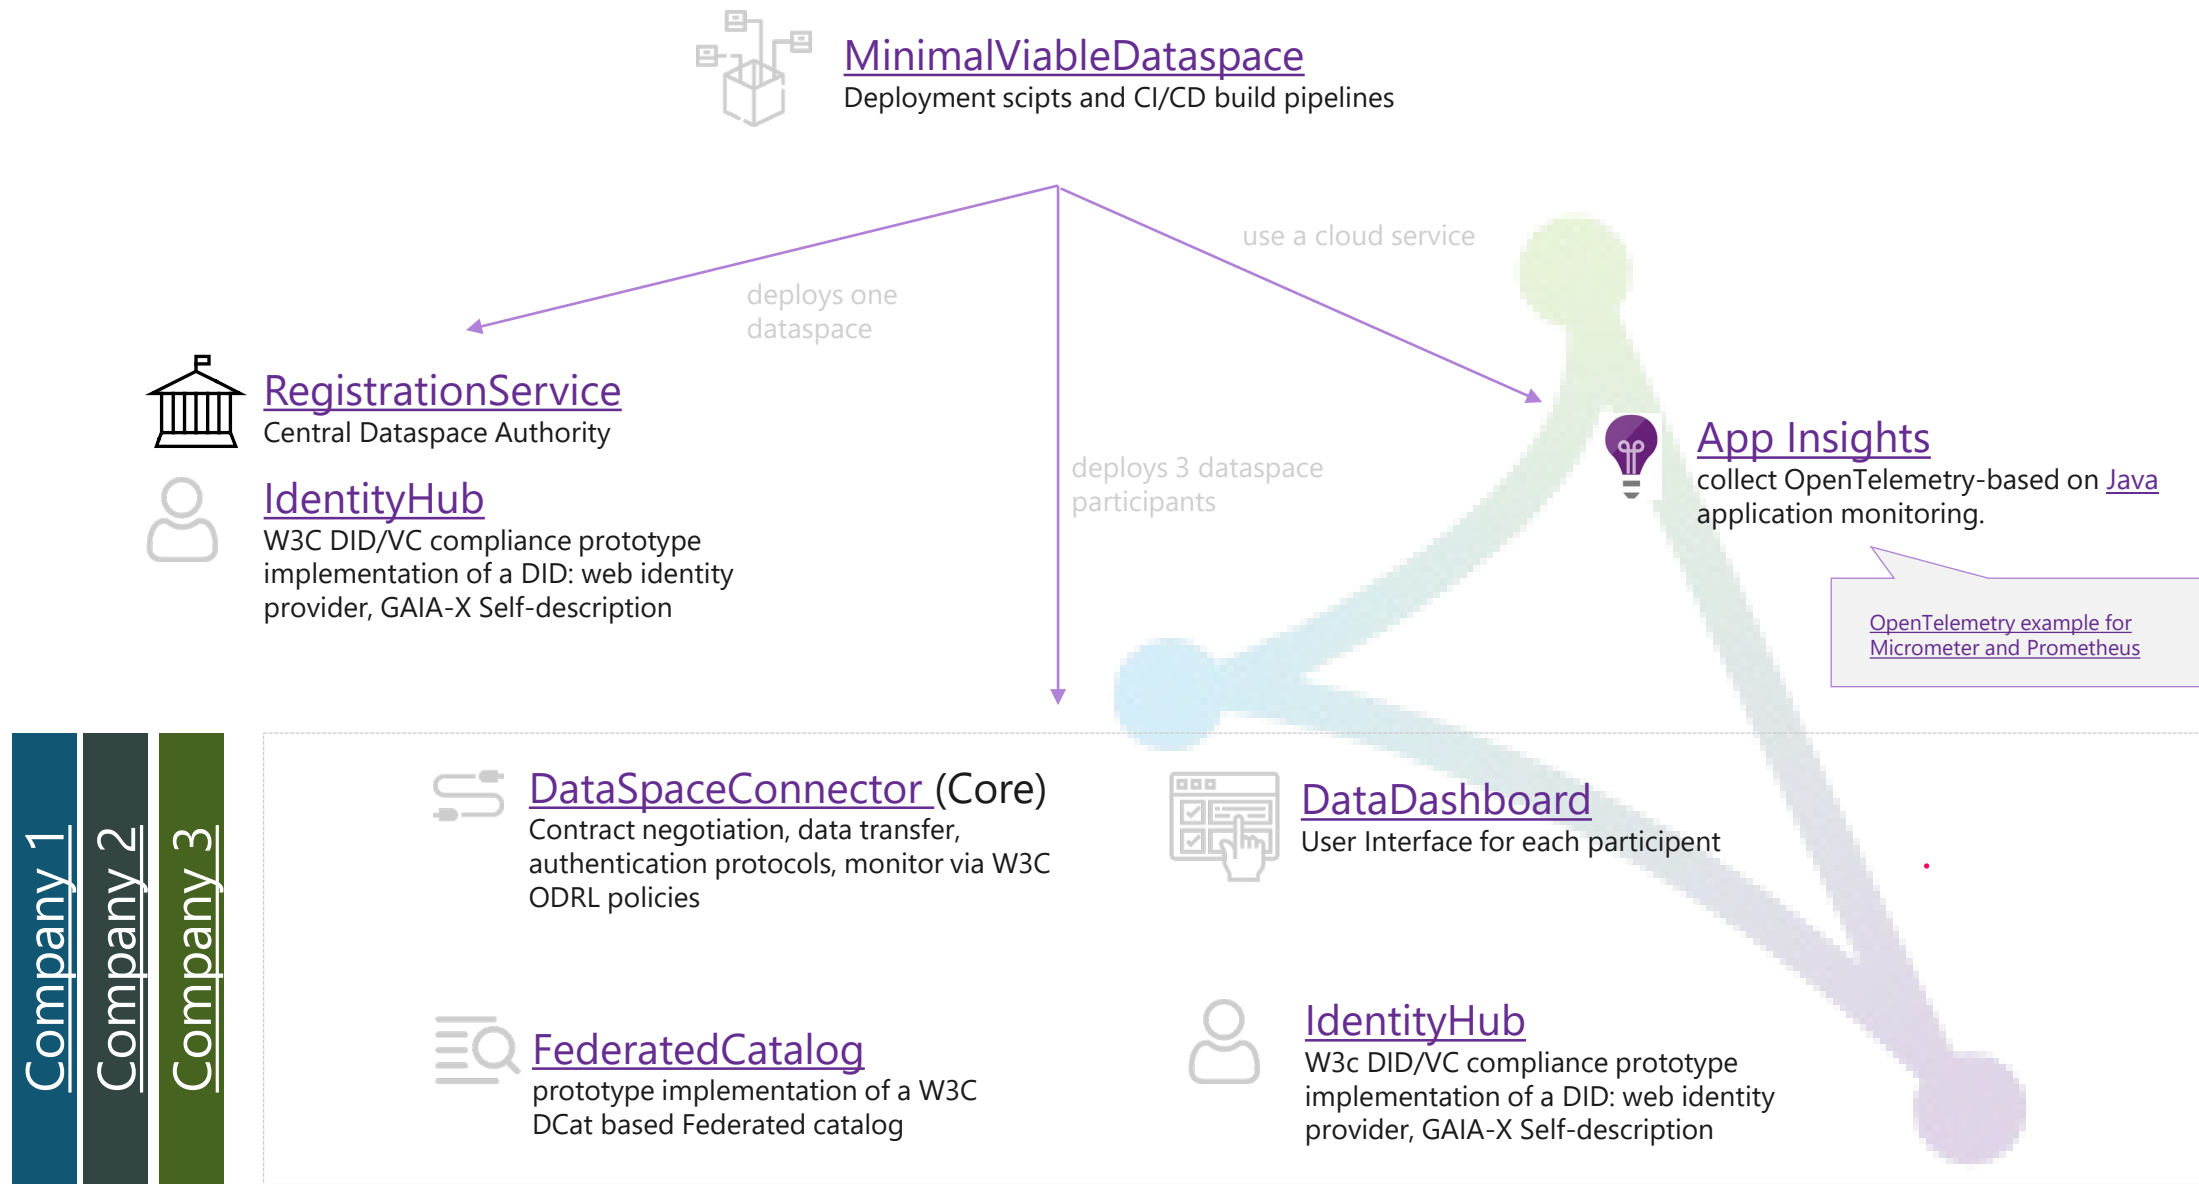 MinimalViableDataspace
Deployment scipts and CI/CD build pipelines
use a cloud service
deploys one
dataspace
RegistrationService
Central Dataspace Authority
IdentityHub
W3C DID/VC compliance prototype
implementation of a DID: web identity
provider, GAIA-X Self-description
deploys 3 dataspace
participants
App Insights
collect OpenTelemetry-based on Java
application monitoring.
OpenTelemetry example for
Micrometer and Prometheus
Company 1
Company 2
Company 3
DataSpaceConnector (Core)
Contract negotiation, data transfer,
authentication protocols, monitor via W3C
ODRL policies
DataDashboard
User Interface for each participent
FederatedCatalog
prototype implementation of a W3C
DCat based Federated catalog
IdentityHub
W3c DID/VC compliance prototype
implementation of a DID: web identity
provider, GAIA-X Self-description